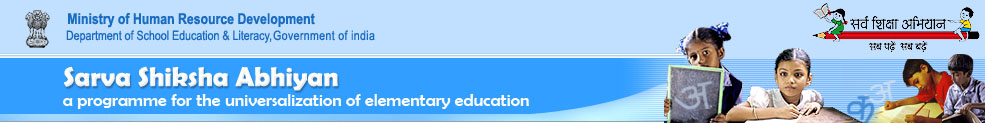 Ministry of Human Resource Development
Department of School Education & Literacy,Government of india
सर्व शिक्षा अभियान
सब पढ़ें सब बढ़ें
Sarva Shiksha Abhiyan
a programme for the universalization of elementary education
अ
क